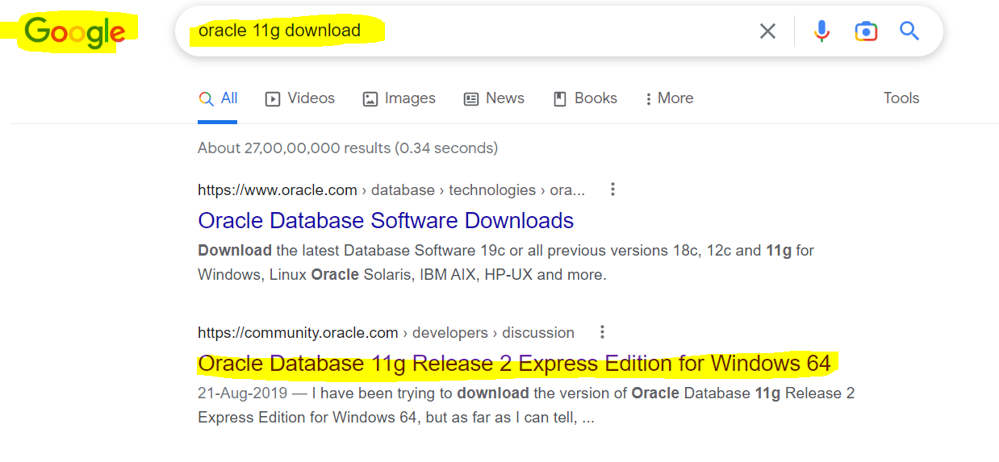 Google
oracle 11g download
All Videos Images News Books More Tools
About 27,00,00,000 results (0.34 seconds)
https://www.oracle.com › database › technologies › ora...
Oracle Database Software Downloads
Download the latest Database Software 19c or all previous versions 18c, 12c and 11g for
Windows, Linux Oracle Solaris, IBM AIX, HP-UX and more.
https://community.oracle.com › developers › discussion
Oracle Database 11g Release 2 Express Edition for Windows 64
21-Aug-2019 — I have been trying to download the version of Oracle Database 11g Release 2
Express Edition for Windows 64, but as far as I can tell, ...